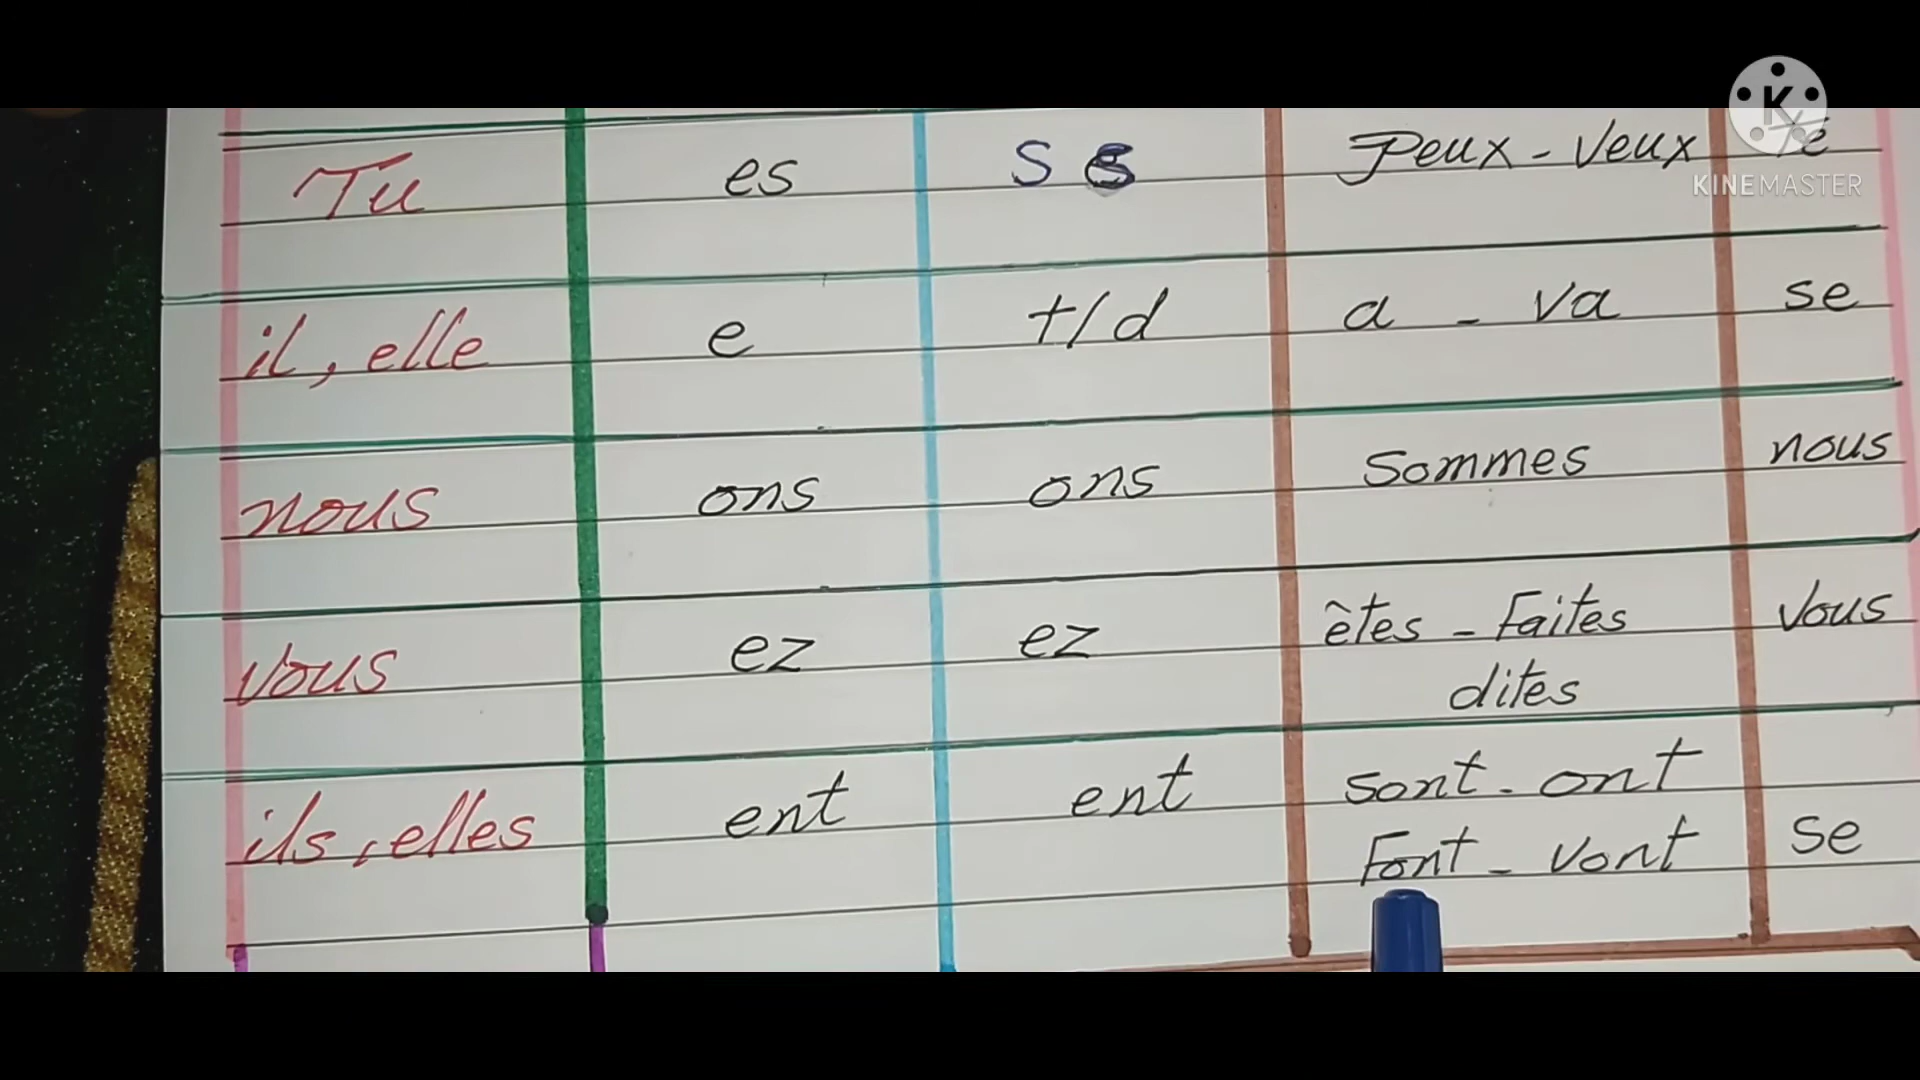 Tu es s s Peux - Veux te
KINEMASTER
il, elle e t/d a - va se
nous ons ons Sommes nous
vous ez ez êtes - Faites Vous
dites
ils, elles ent ent sont - ont
Font - vont se